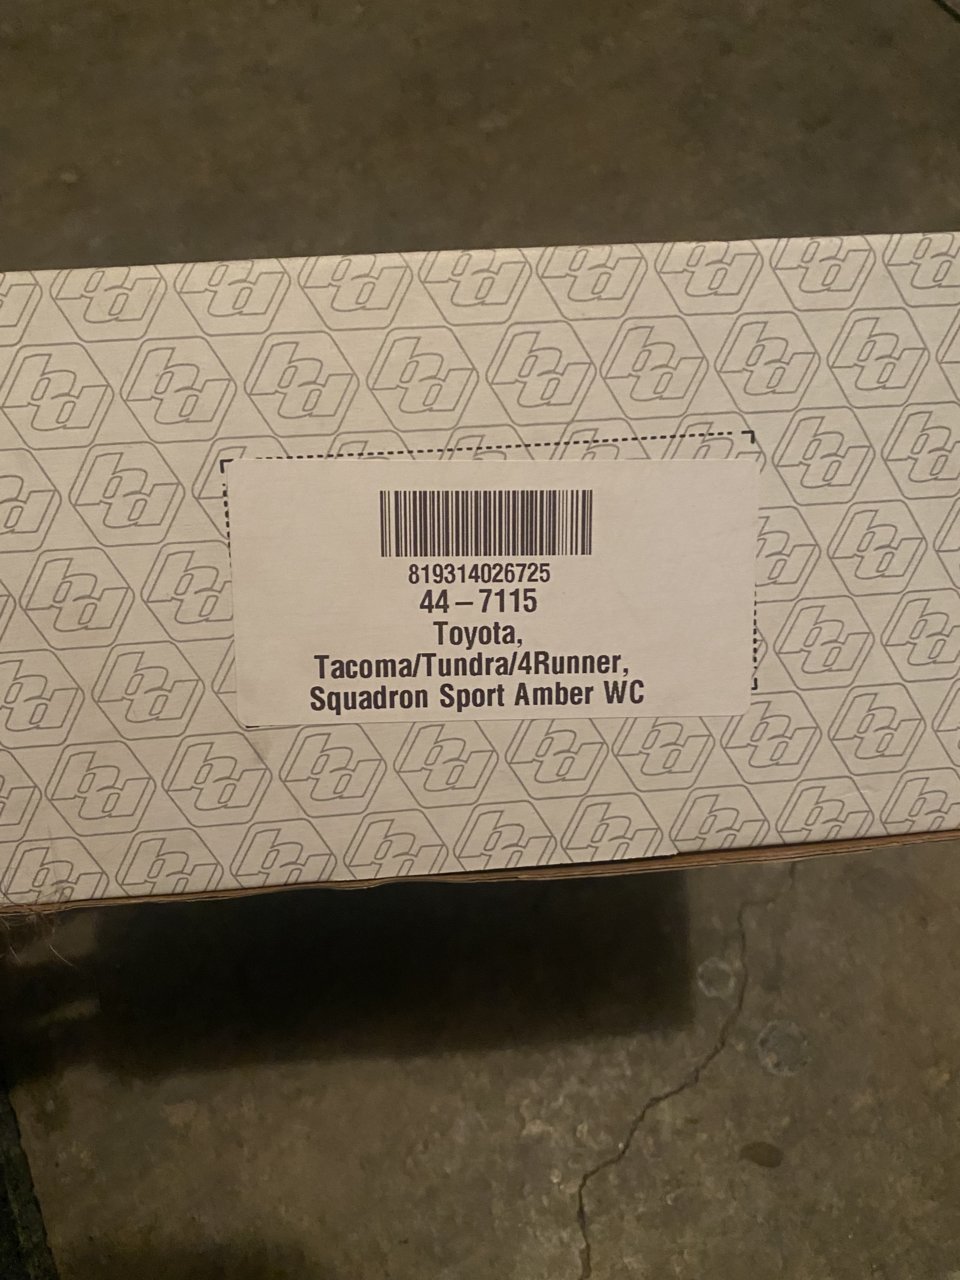 819314026725
44-7115
Toyota,
Tacoma/Tundra/4Runner,
Squadron Sport Amber WC